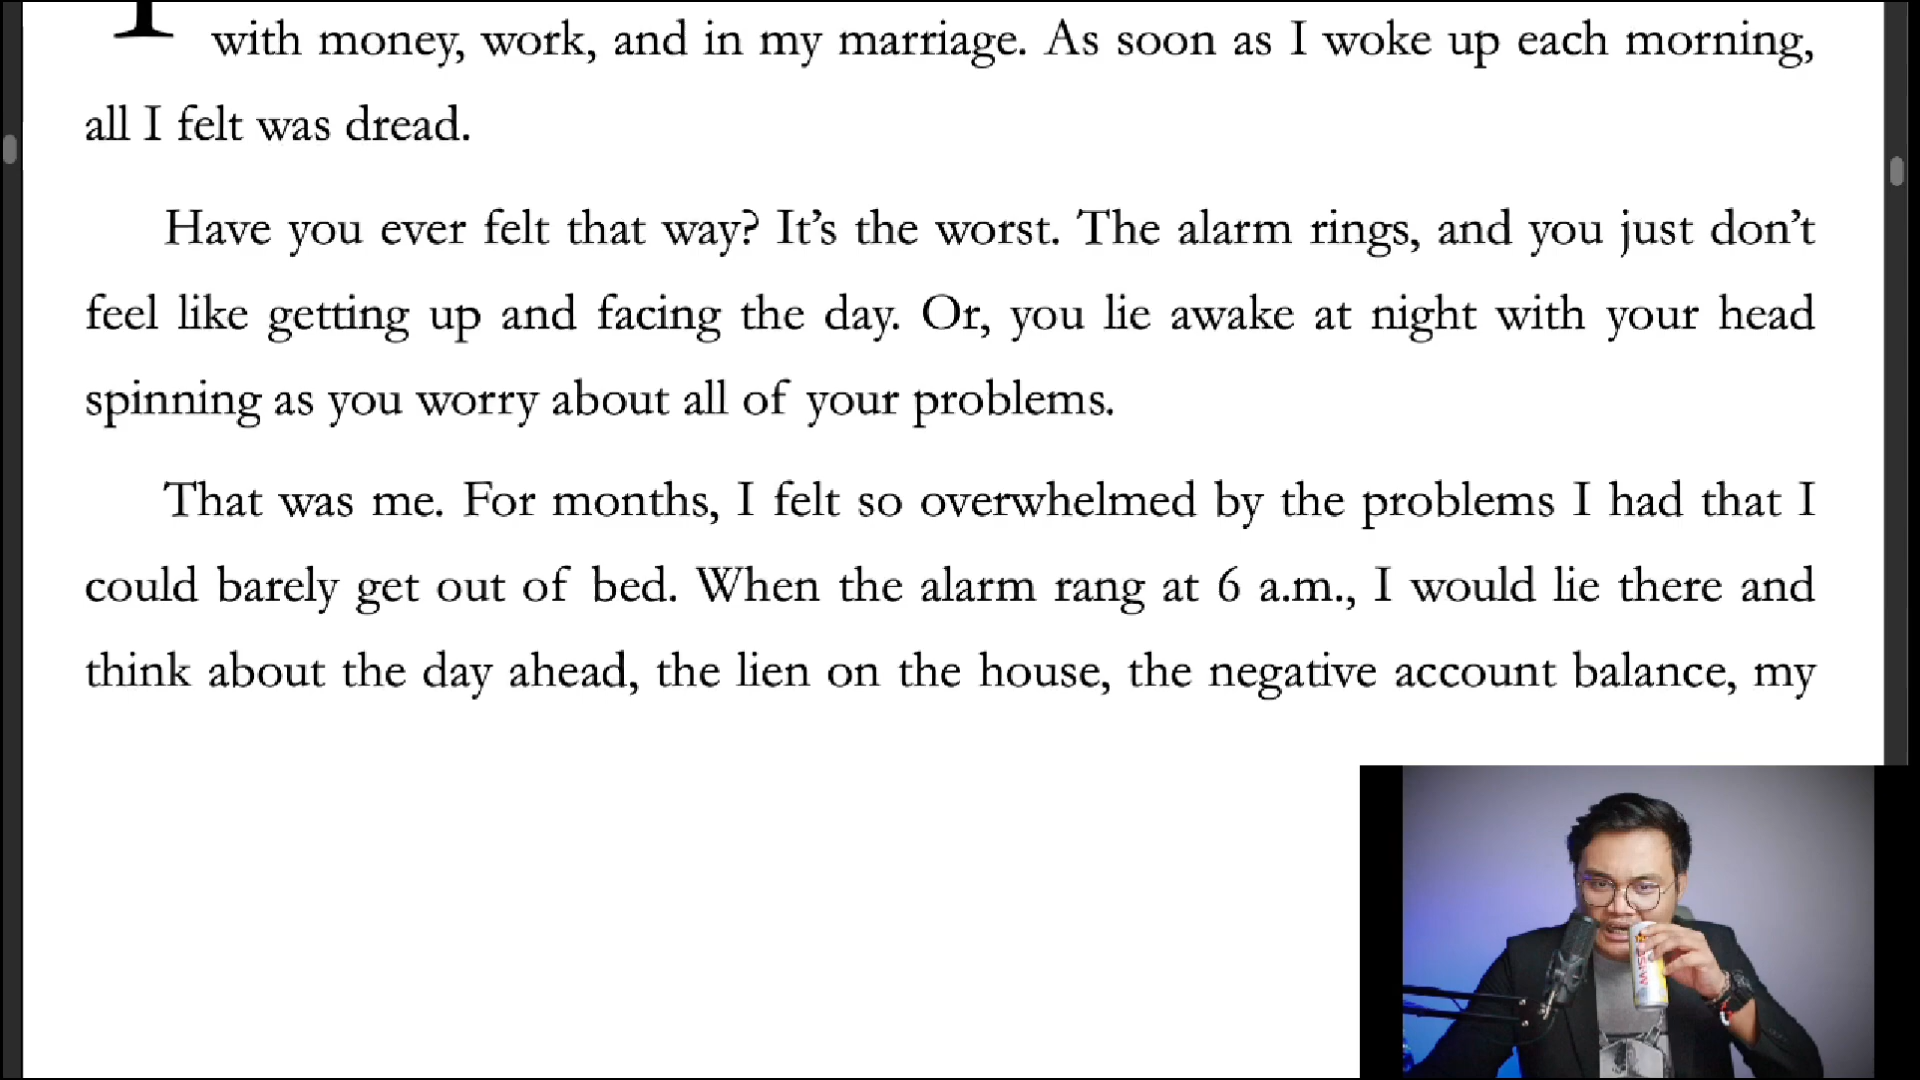 with money, work, and in my marriage. As soon as I woke up each morning,
all I felt was dread.
Have you ever felt that way? It’s the worst. The alarm rings, and you just don’t
feel like getting up and facing the day. Or, you lie awake at night with your head
spinning as you worry about all of your problems.
That was me. For months, I felt so overwhelmed by the problems I had that I
could barely get out of bed. When the alarm rang at 6 a.m., I would lie there and
think about the day ahead, the lien on the house, the negative account balance, my